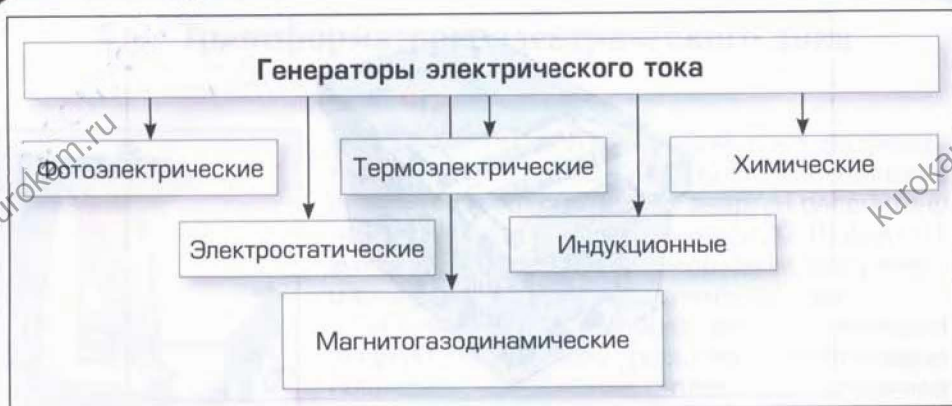 Генераторы электрического тока
Фотоэлектрические
Термоэлектрические
Химические
Электростатические
Индукционные
Магнитогазодинамические